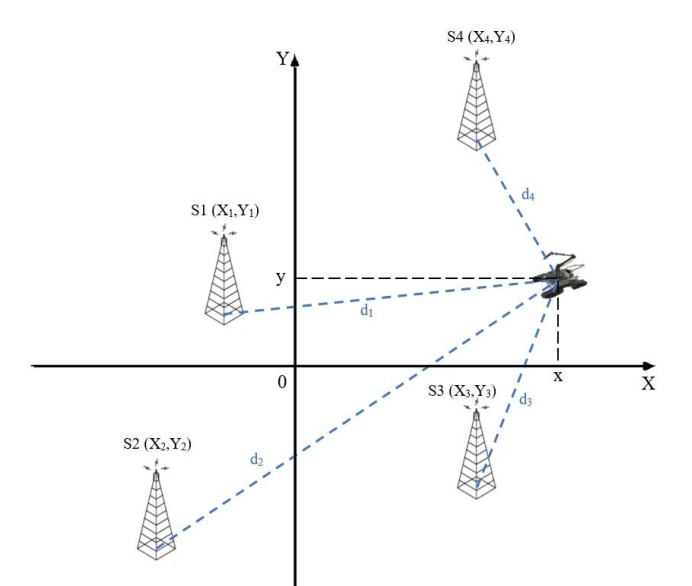 S4 (X₄,Y₄)
Y
d₄
S1 (X₁,Y₁)
y
d₁
0
x
X
S3 (X₃,Y₃)
d₃
S2 (X₂,Y₂)
d₂